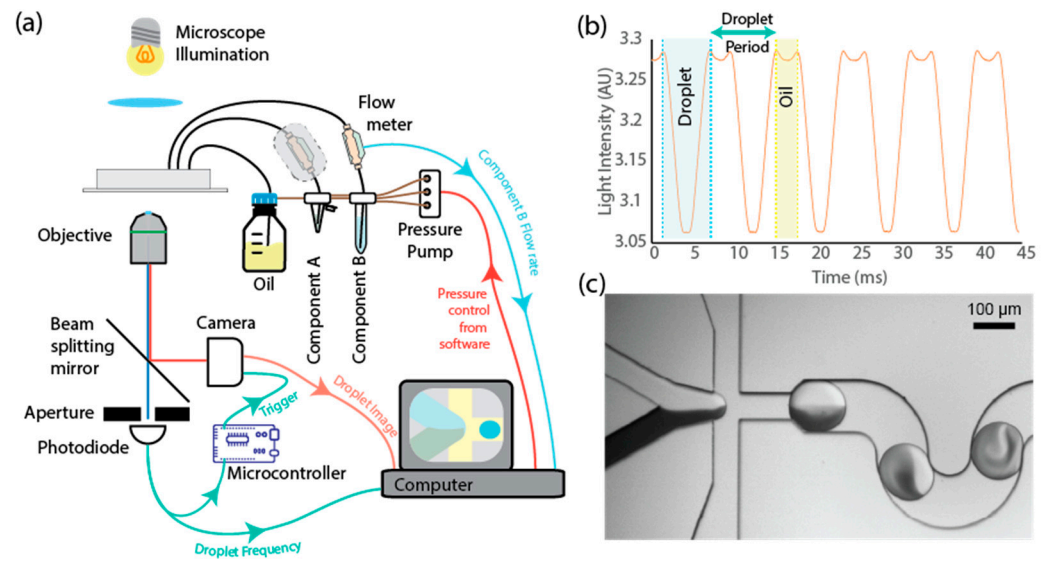 (a)
Microscope
Illumination
Flow
meter
Component B Flow rate
Objective
Oil
Component A
Component B
Pressure
Pump
Pressure
control
from
software
Beam
splitting
mirror
Camera
Trigger
Droplet Image
Aperture
Photodiode
Microcontroller
Computer
Droplet Frequency
(b)
Droplet
Period
Droplet
Oil
Light Intensity (AU)
3.3
3.25
3.2
3.15
3.1
3.05
0 5 10 15 20 25 30 35 40 45
Time (ms)
(c)
100 μm